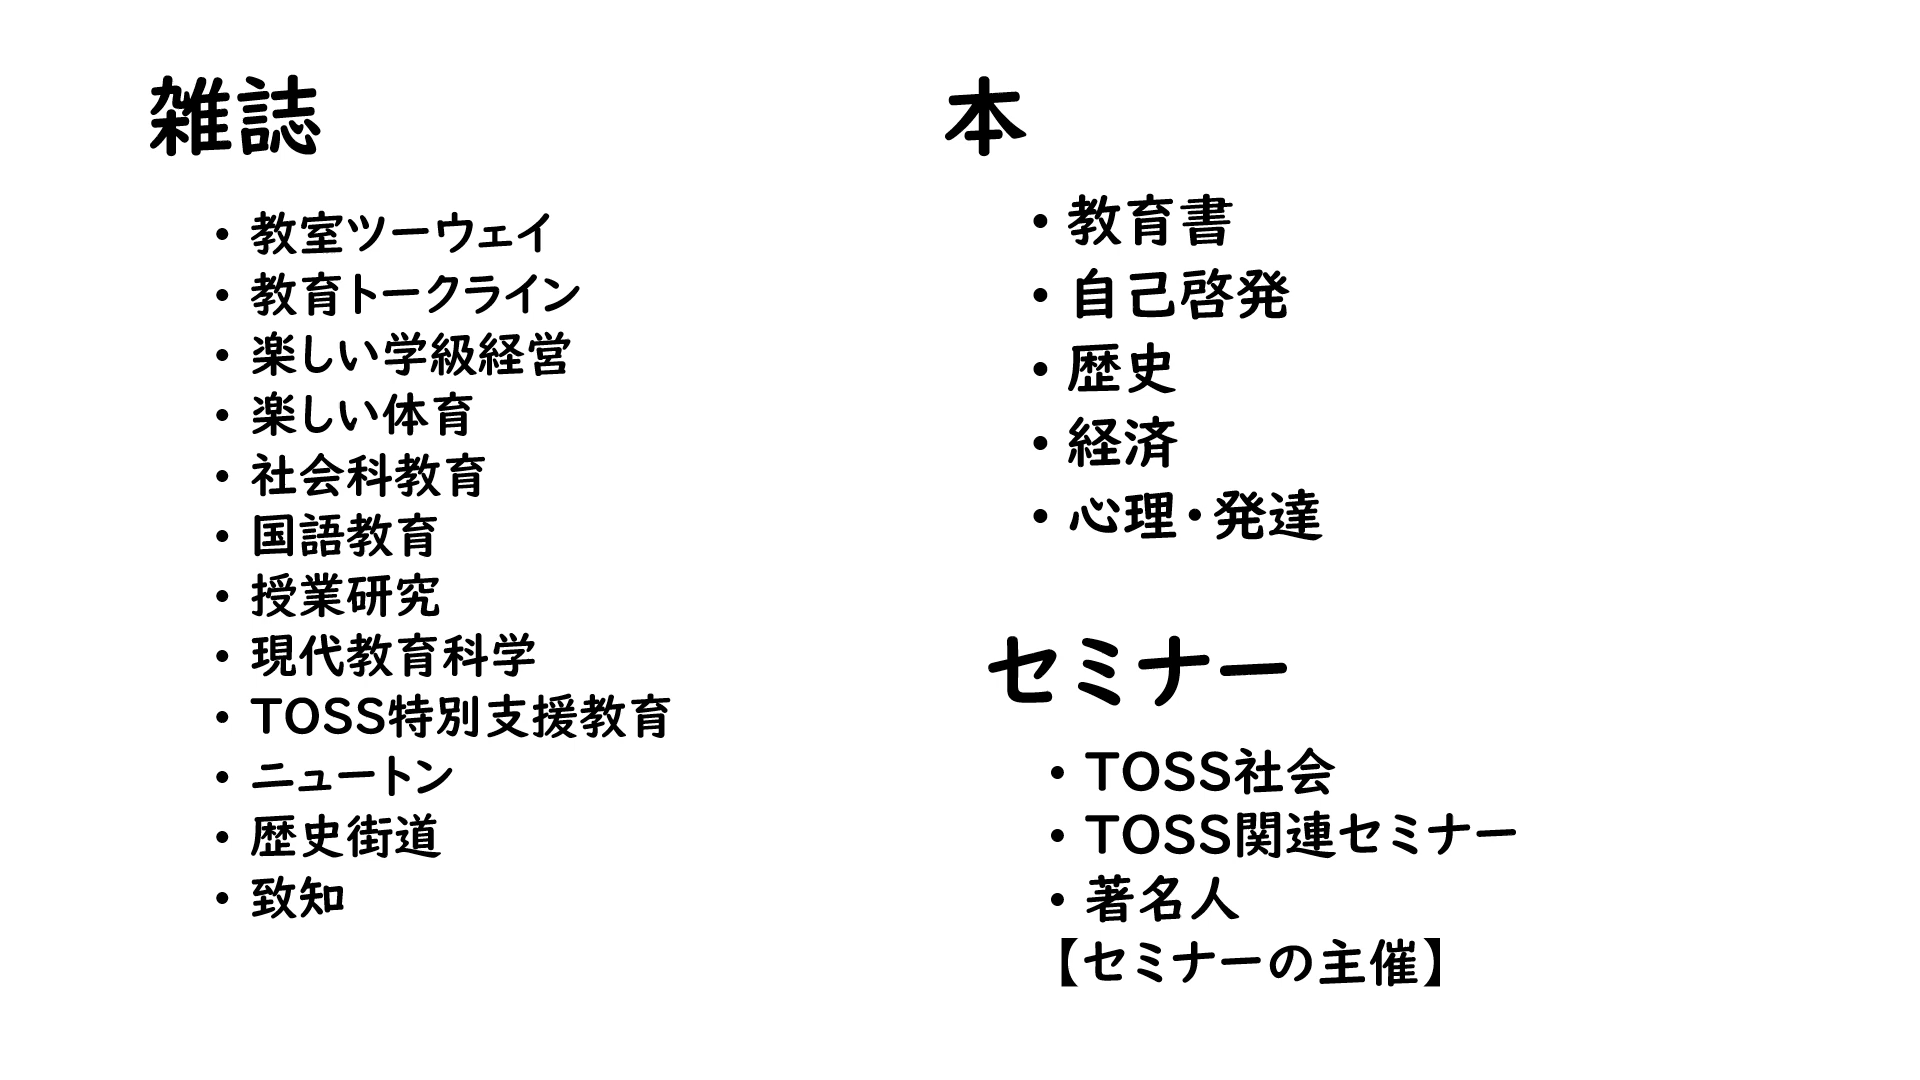 雑誌
・教室ツーウェイ
・教育トークライン
・楽しい学級経営
・楽しい体育
・社会科教育
・国語教育
・授業研究
・現代教育科学
・TOSS特別支援教育
・ニュートン
・歴史街道
・致知
本
・教育書
・自己啓発
・歴史
・経済
・心理・発達
セミナー
・TOSS社会
・TOSS関連セミナー
・著名人
【セミナーの主催】